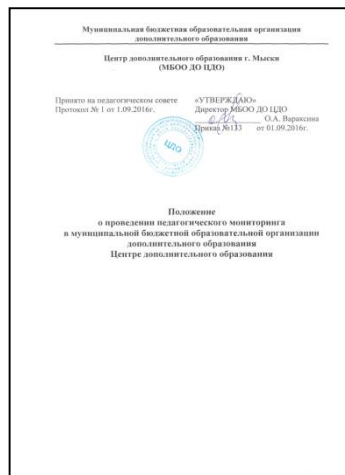 Муниципальная бюджетная образовательная организация
дополнительного образования
Центр дополнительного образования г. Мыски
(МБОО ДО ЦДО)
Принято на педагогическом совете
Протокол № 1 от 1.09.2016г.
«УТВЕРЖДАЮ»
Директор МБОО ДО ЦДО
О.А. Вараксина
Приказ №133 от 01.09.2016г.
ЦДО
Положение
о проведении педагогического мониторинга
в муниципальной бюджетной образовательной организации
дополнительного образования
Центре дополнительного образования